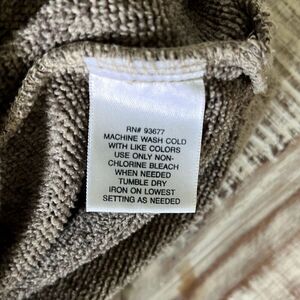 RN# 93677
MACHINE WASH COLD
WITH LIKE COLORS
USE ONLY NON-
CHLORINE BLEACH
WHEN NEEDED
TUMBLE DRY
IRON ON LOWEST
SETTING AS NEEDED